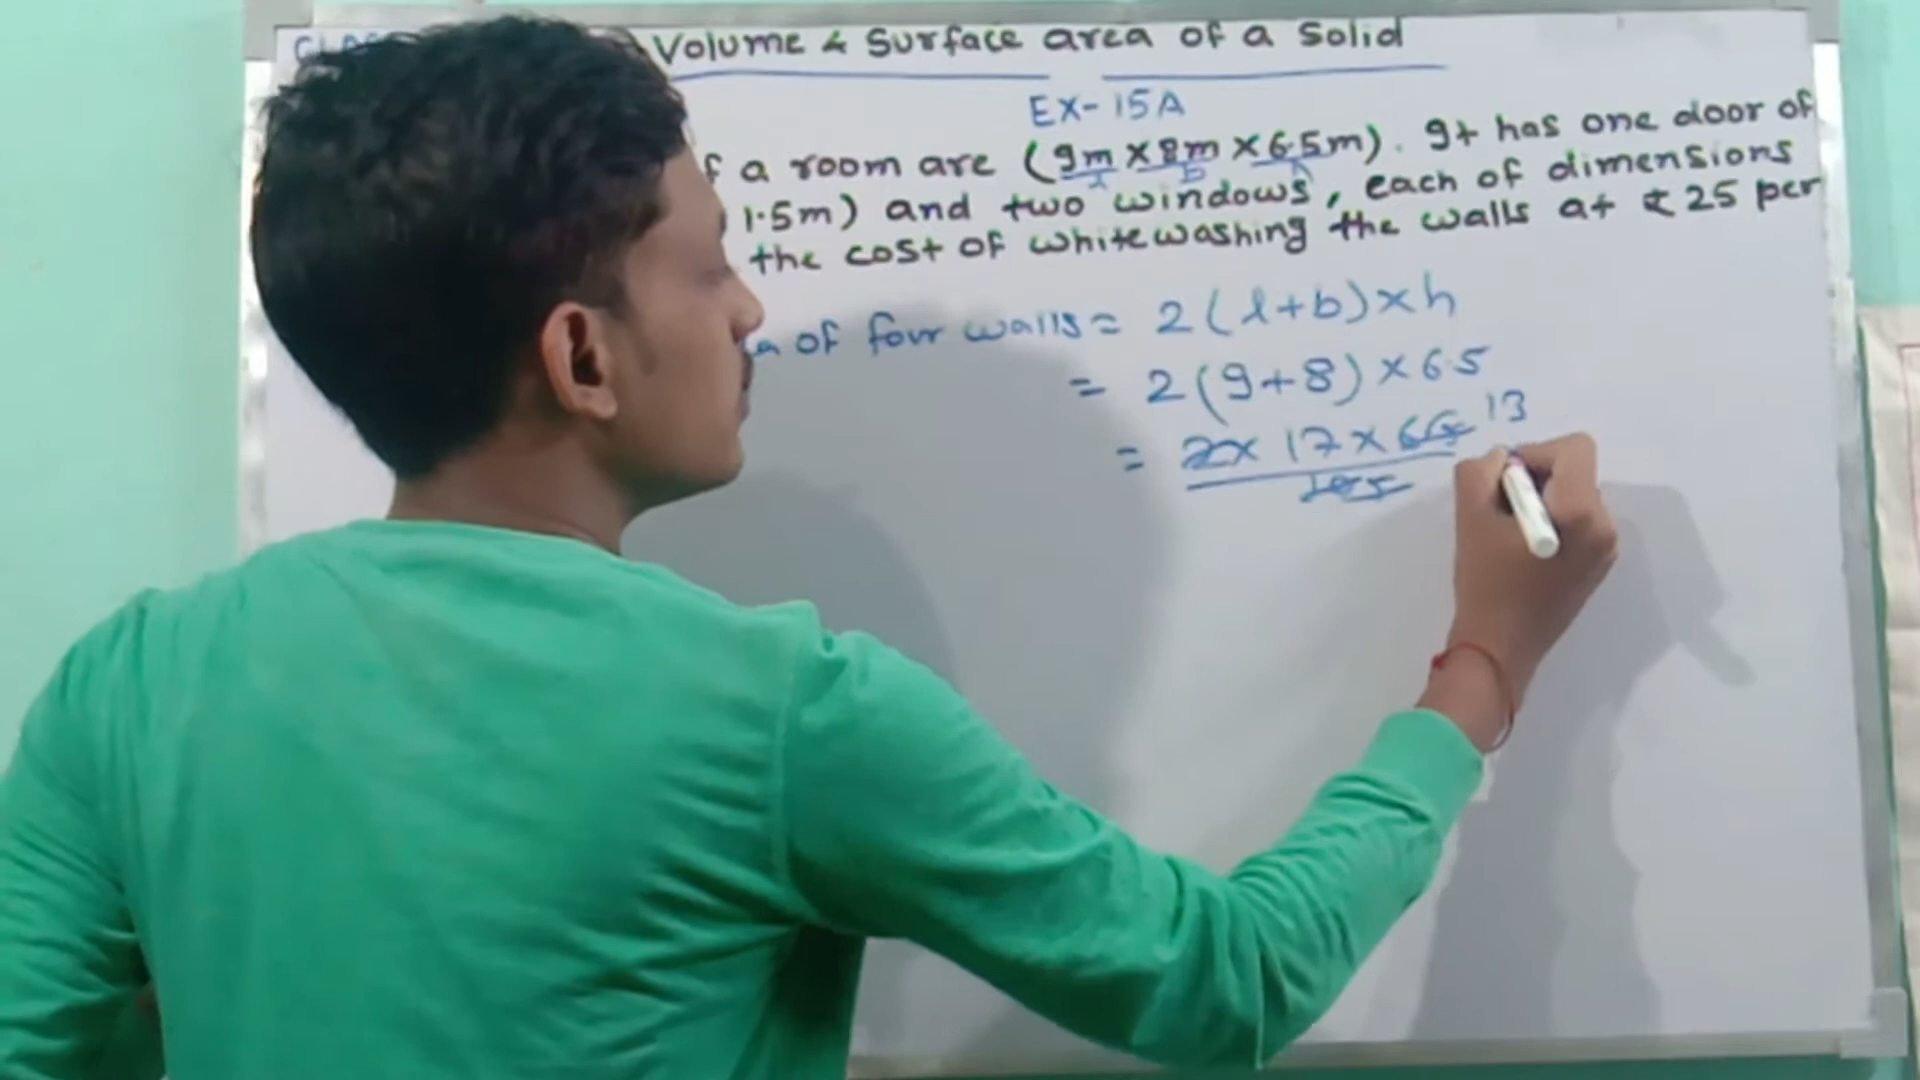 Volume & Surface area of a Solid
EX-15A
f a room are (9m×8m×6.5m). It has one door of
l b h
1.5m) and two windows, each of dimensions
the cost of whitewashing the walls at ₹25 per
of four walls = 2(l+b)×h
= 2(9+8)×6.5
= 2×17×65 13